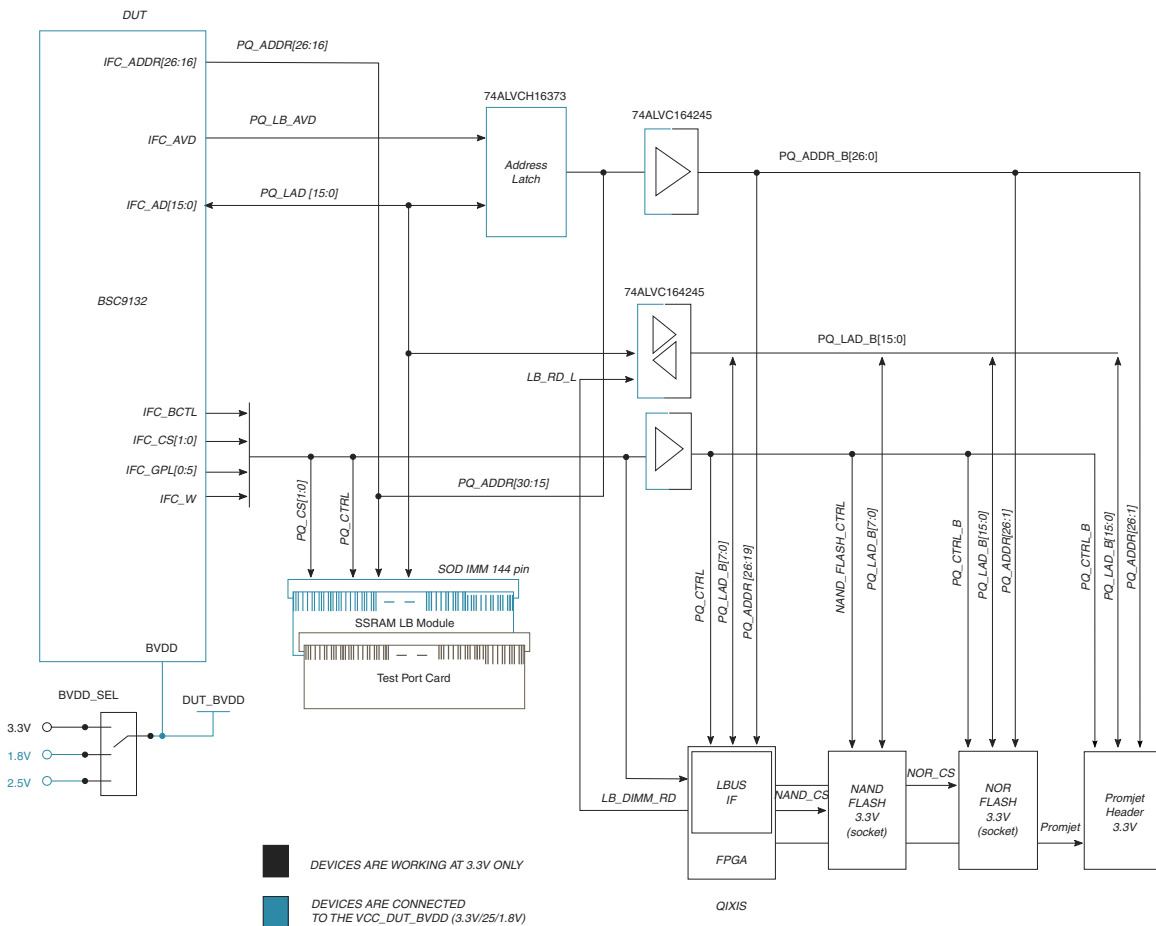 DUT
PQ_ADDR[26:16]
IFC_ADDR[26:16]
74ALVCH16373
74ALVC164245
PQ_LB_AVD
IFC_AVD
Address
Latch
PQ_ADDR_B[26:0]
PQ_LAD [15:0]
IFC_AD[15:0]
BSC9132
74ALVC164245
PQ_LAD_B[15:0]
LB_RD_L
IFC_BCTL
IFC_CS[1:0]
IFC_GPL[0:5]
IFC_W
PQ_ADDR[30:15]
PQ_CS[1:0]
PQ_CTRL
PQ_CTRL
PQ_LAD_B[7:0]
PQ_ADDR[26:19]
NAND_FLASH_CTRL
PQ_LAD_B[7:0]
PQ_CTRL_B
PQ_LAD_B[15:0]
PQ_ADDR[26:1]
PQ_CTRL_B
PQ_LAD_B[15:0]
PQ_ADDR[26:1]
SOD IMM 144 pin
SSRAM LB Module
Test Port Card
BVDD
BVDD_SEL
DUT_BVDD
3.3V
1.8V
2.5V
LB_DIMM_RD
LBUS
IF
FPGA
QIXIS
NAND_CS
NAND
FLASH
3.3V
(socket)
NOR_CS
NOR
FLASH
3.3V
(socket)
Promjet
Promjet
Header
3.3V
DEVICES ARE WORKING AT 3.3V ONLY
DEVICES ARE CONNECTED
TO THE VCC_DUT_BVDD (3.3V/25/1.8V)